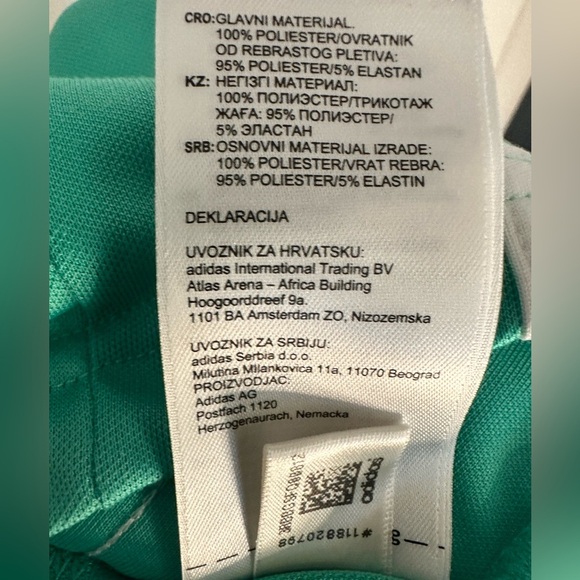 CRO:GLAVNI MATERIJAL.
100% POLIESTER/OVRATNIK
OD REBRASTOG PLETIVA:
95% POLIESTER/5% ELASTAN
KZ: НЕГІЗГІ МАТЕРИАЛ:
100% ПОЛИЭСТЕР/ТРИКОТАЖ
ЖАҒА: 95% ПОЛИЭСТЕР/
5% ЭЛАСТАН
SRB:OSNOVNI MATERIJAL IZRADE:
100% POLIESTER/VRAT REBRA:
95% POLIESTER/5% ELASTIN
DEKLARACIJA
UVOZNIK ZA HRVATSKU:
adidas International Trading BV
Atlas Arena – Africa Building
Hoogoorddreef 9a.
1101 BA Amsterdam ZO, Nizozemska
UVOZNIK ZA SRBIJU:
adidas Serbia d.o.o.
Milutina Milankovica 11a, 11070 Beograd
PROIZVODJAC:
Adidas AG
Postfach 1120
Herzogenaurach, Nemacka
adidas
#118820798